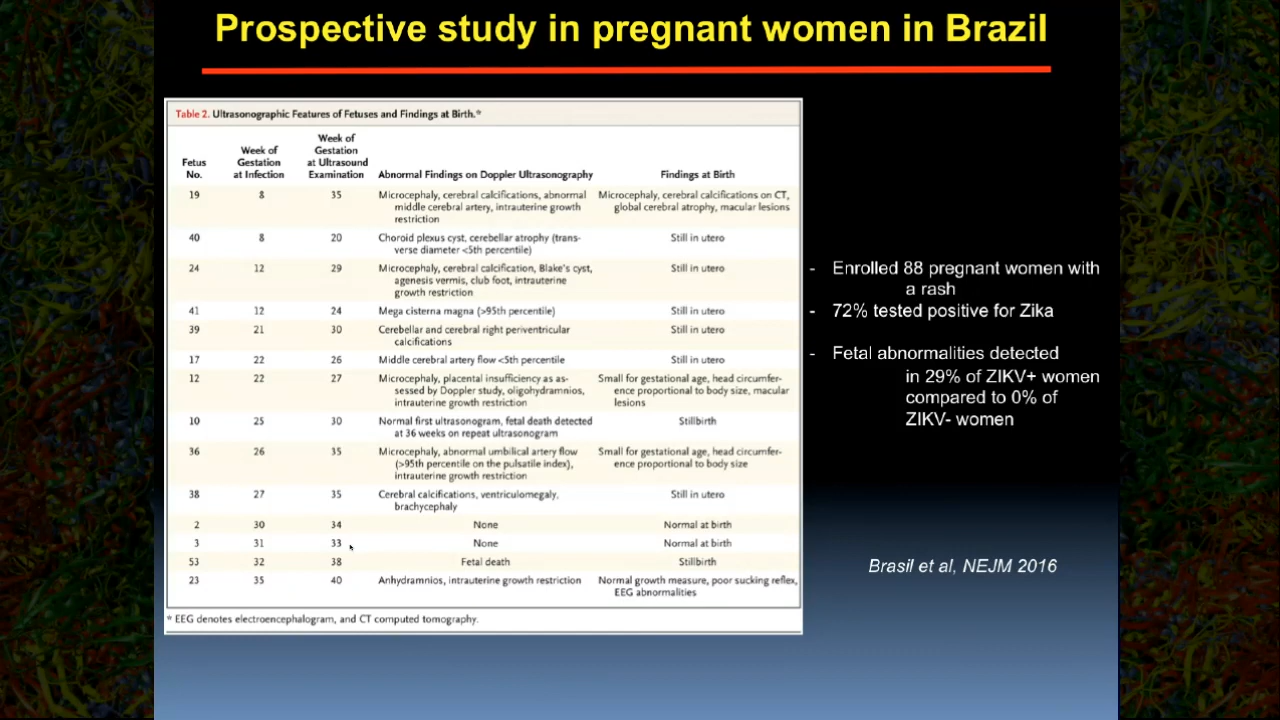 Prospective study in pregnant women in Brazil
Table 2. Ultrasonographic Features of Fetuses and Findings at Birth.*
Fetus No. Week of Gestation at Infection Week of Gestation at Ultrasound Examination Abnormal Findings on Doppler Ultrasonography Findings at Birth
19 8 35 Microcephaly, cerebral calcifications, abnormal middle cerebral artery, intrauterine growth restriction Microcephaly, cerebral calcifications on CT, global cerebral atrophy, macular lesions
40 8 20 Choroid plexus cyst, cerebellar atrophy (transverse diameter <5th percentile) Still in utero
24 12 29 Microcephaly, cerebral calcification, Blake's cyst, agenesis vermis, club foot, intrauterine growth restriction Still in utero
41 12 24 Mega cisterna magna (>95th percentile) Still in utero
39 21 30 Cerebellar and cerebral right periventricular calcifications Still in utero
17 22 26 Middle cerebral artery flow <5th percentile Still in utero
12 22 27 Microcephaly, placental insufficiency as assessed by Doppler study, oligohydramnios, intrauterine growth restriction Small for gestational age, head circumference proportional to body size, macular lesions
10 25 30 Normal first ultrasonogram, fetal death detected at 36 weeks on repeat ultrasonogram Stillbirth
36 26 35 Microcephaly, abnormal umbilical artery flow (>95th percentile on the pulsatile index), intrauterine growth restriction Small for gestational age, head circumference proportional to body size
38 27 35 Cerebral calcifications, ventriculomegaly, brachycephaly Still in utero
2 30 34 None Normal at birth
3 31 33 None Normal at birth
53 32 38 Fetal death Stillbirth
23 35 40 Anhydramnios, intrauterine growth restriction Normal growth measure, poor sucking reflex, EEG abnormalities
* EEG denotes electroencephalogram, and CT computed tomography.
- Enrolled 88 pregnant women with
a rash
- 72% tested positive for Zika
- Fetal abnormalities detected
in 29% of ZIKV+ women
compared to 0% of
ZIKV- women
Brasil et al, NEJM 2016